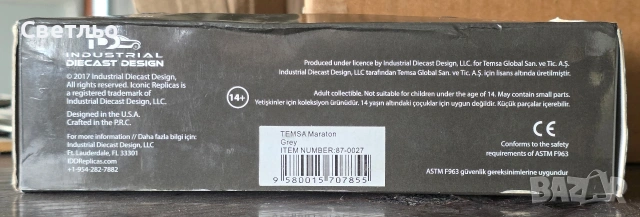 Светльо
IDD
INDUSTRIAL
DIECAST DESIGN
© 2017 Industrial Diecast Design,
All rights reserved. Iconic Replicas
is a registered trademark of
Industrial Diecast Design, LLC
Designed in the U.S.A.
Crafted in the P.R.C.
For more information // Daha fazla bilgi için:
Industrial Diecast Design, LLC
Ft. Lauderdale, FL 33301
IDDReplicas.com
+1-954-282-7882
Produced under licence by Industrial Diecast Design, LLC. for Temsa Global San. ve Tic. A.Ş.
Industrial Diecast Design, LLC tarafından Temsa Global San. ve Tic. A.Ş. için lisans altında üretilmiştir.
14+
Adult collectable. Not suitable for children under the age of 14. May contain small parts.
Yetişkinler için koleksiyon ürünüdür. 14 yaşın altındaki çocuklar için uygun değildir. Küçük parçalar içerebilir.
TEMSA Maraton
Grey
ITEM NUMBER:87-0027
9 580015 707855
CE
Conforms to the safety
requirements of ASTM F963
ASTM F963 güvenlik gereksinimlerine uygundur
bazar.bg